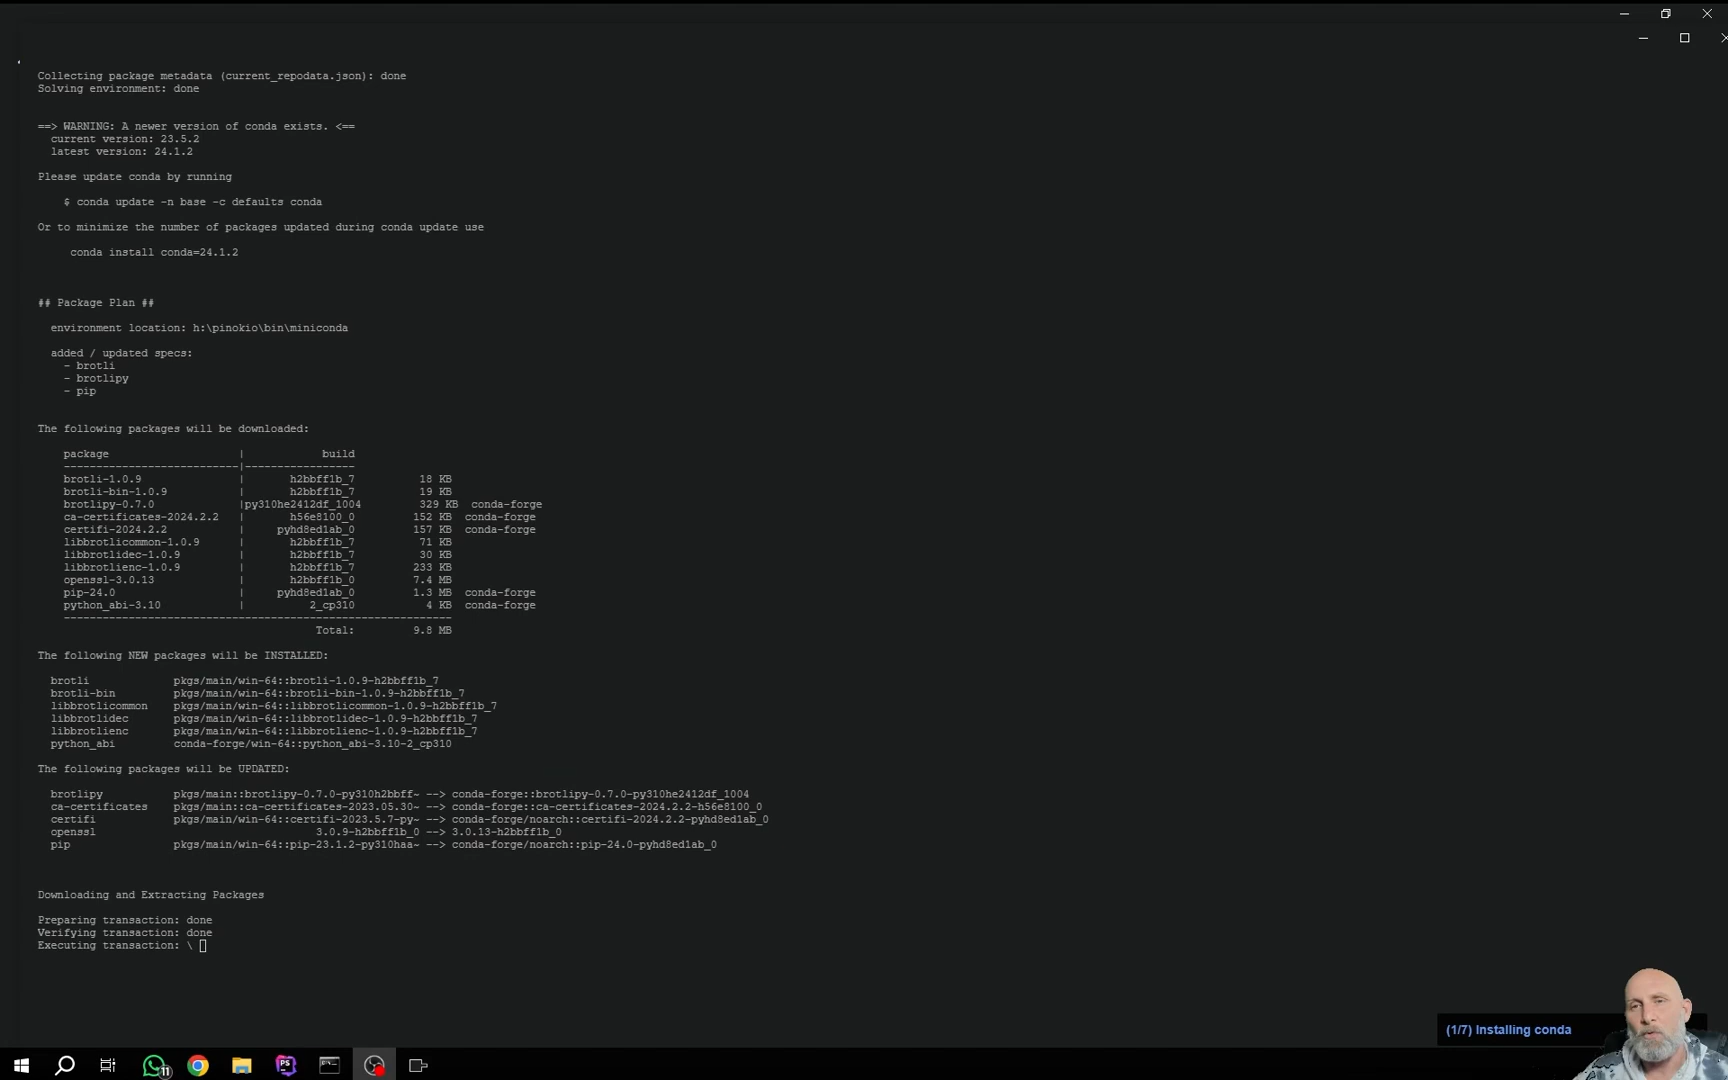 Collecting package metadata (current_repodata.json): done
Solving environment: done
==> WARNING: A newer version of conda exists. <==
current version: 23.5.2
latest version: 24.1.2
Please update conda by running
$ conda update -n base -c defaults conda
Or to minimize the number of packages updated during conda update use
conda install conda=24.1.2
## Package Plan ##
environment location: h:\pinokio\bin\miniconda
added / updated specs:
- brotli
- brotlipy
- pip
The following packages will be downloaded:
package | build
---------------------------|-----------------
brotli-1.0.9 | h2bbff1b_7 18 KB
brotli-bin-1.0.9 | h2bbff1b_7 19 KB
brotlipy-0.7.0 |py310he2412df_1004 329 KB conda-forge
ca-certificates-2024.2.2 | h56e8100_0 152 KB conda-forge
certifi-2024.2.2 | pyhd8ed1ab_0 157 KB conda-forge
libbrotlicommon-1.0.9 | h2bbff1b_7 71 KB
libbrotlidec-1.0.9 | h2bbff1b_7 30 KB
libbrotlienc-1.0.9 | h2bbff1b_7 233 KB
openssl-3.0.13 | h2bbff1b_0 7.4 MB
pip-24.0 | pyhd8ed1ab_0 1.3 MB conda-forge
python_abi-3.10 | 2_cp310 4 KB conda-forge
------------------------------------------------------------
Total: 9.8 MB
The following NEW packages will be INSTALLED:
brotli pkgs/main/win-64::brotli-1.0.9-h2bbff1b_7
brotli-bin pkgs/main/win-64::brotli-bin-1.0.9-h2bbff1b_7
libbrotlicommon pkgs/main/win-64::libbrotlicommon-1.0.9-h2bbff1b_7
libbrotlidec pkgs/main/win-64::libbrotlidec-1.0.9-h2bbff1b_7
libbrotlienc pkgs/main/win-64::libbrotlienc-1.0.9-h2bbff1b_7
python_abi conda-forge/win-64::python_abi-3.10-2_cp310
The following packages will be UPDATED:
brotlipy pkgs/main::brotlipy-0.7.0-py310h2bbff~ --> conda-forge::brotlipy-0.7.0-py310he2412df_1004
ca-certificates pkgs/main::ca-certificates-2023.05.30~ --> conda-forge::ca-certificates-2024.2.2-h56e8100_0
certifi pkgs/main/win-64::certifi-2023.5.7-py~ --> conda-forge/noarch::certifi-2024.2.2-pyhd8ed1ab_0
openssl 3.0.9-h2bbff1b_0 --> 3.0.13-h2bbff1b_0
pip pkgs/main/win-64::pip-23.1.2-py310haa~ --> conda-forge/noarch::pip-24.0-pyhd8ed1ab_0
Downloading and Extracting Packages
Preparing transaction: done
Verifying transaction: done
Executing transaction: \
(1/7) Installing conda
11
PS